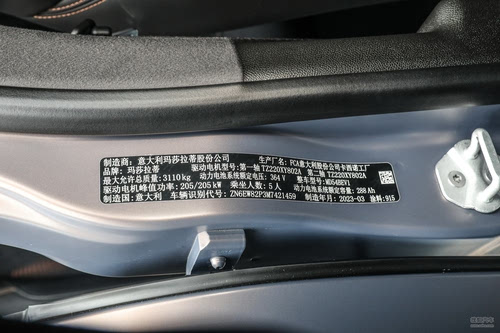 制造商：意大利玛莎拉蒂股份公司 生产厂名：FCA意大利股份公司卡西诺工厂
品牌：玛莎拉蒂 驱动电机型号：第一轴 TZ220XY802A 第二轴 TZ220XY802A
最大允许总质量：3110kg 动力电池系统额定电压：364 V 整车型号：MD54BEV1
驱动电机峰值功率：205/205 kW 乘坐人数：5人 动力电池系统额定容量：288 Ah
制造国：意大利 车辆识别代号：ZN6EW82P3M7421459 制造年月：2023-03 涂料：915